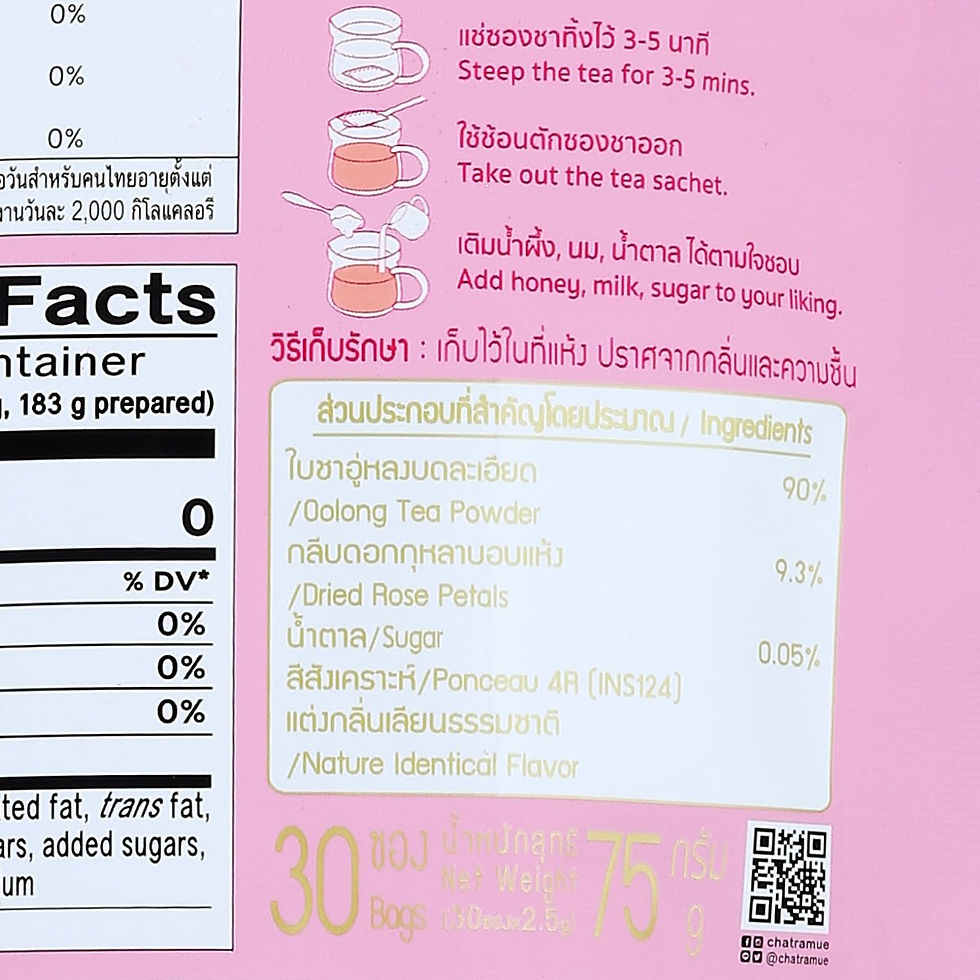 0%
0%
0%
วันสำหรับคนไทยอายุตั้งแต่
านวันละ 2,000 กิโลแคลอรี
Facts
ntainer
, 183 g prepared)
0
% DV*
0%
0%
0%
ted fat, trans fat,
ars, added sugars,
um
แช่ซองชาทิ้งไว้ 3-5 นาที
Steep the tea for 3-5 mins.
ใช้ช้อนตักซองชาออก
Take out the tea sachet.
เติมน้ำผึ้ง, นม, น้ำตาล ได้ตามใจชอบ
Add honey, milk, sugar to your liking.
วิธีเก็บรักษา : เก็บไว้ในที่แห้ง ปราศจากกลิ่นและความชื้น
ส่วนประกอบที่สำคัญโดยประมาณ / Ingredients
ใบชาอู่หลงบดละเอียด 90%
/Oolong Tea Powder
กลีบดอกกุหลาบอบแห้ง 9.3%
/Dried Rose Petals
น้ำตาล/Sugar 0.05%
สีสังเคราะห์/Ponceau 4R (INS124)
แต่งกลิ่นเลียนธรรมชาติ
/Nature Identical Flavor
30 ซอง Bags
น้ำหนักสุทธิ 75 กรัม g
Net Weight
(30ซองx2.5g)
chatramue
@chatramue